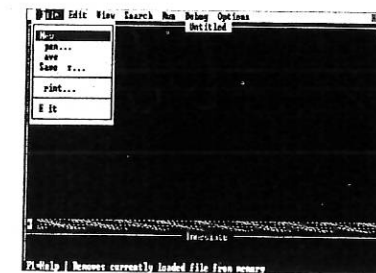 File Edit View Search Run Debug Options
Untitled
New
pen...
ave
Save s...
rint...
E it
Immediate
F1=Help | Removes currently loaded file from memory